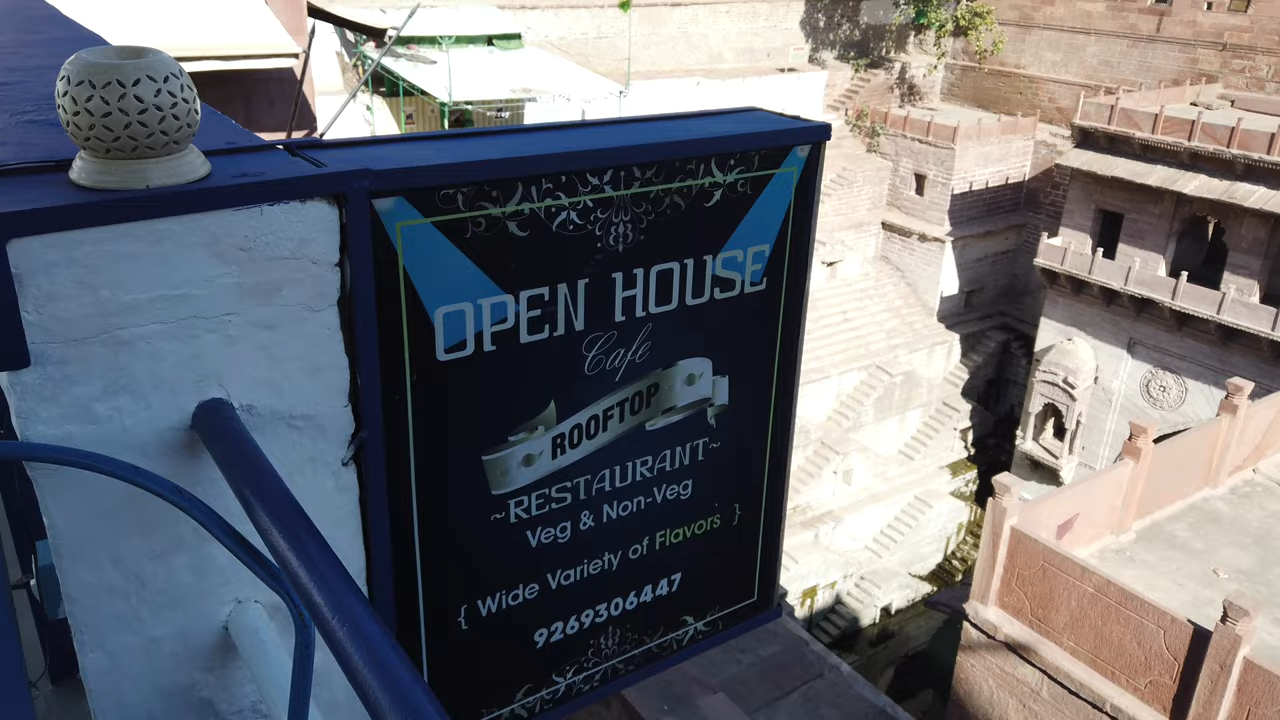 OPEN HOUSE
Cafe
ROOFTOP
~RESTAURANT~
Veg & Non-Veg
{ Wide Variety of Flavors }
9269306447